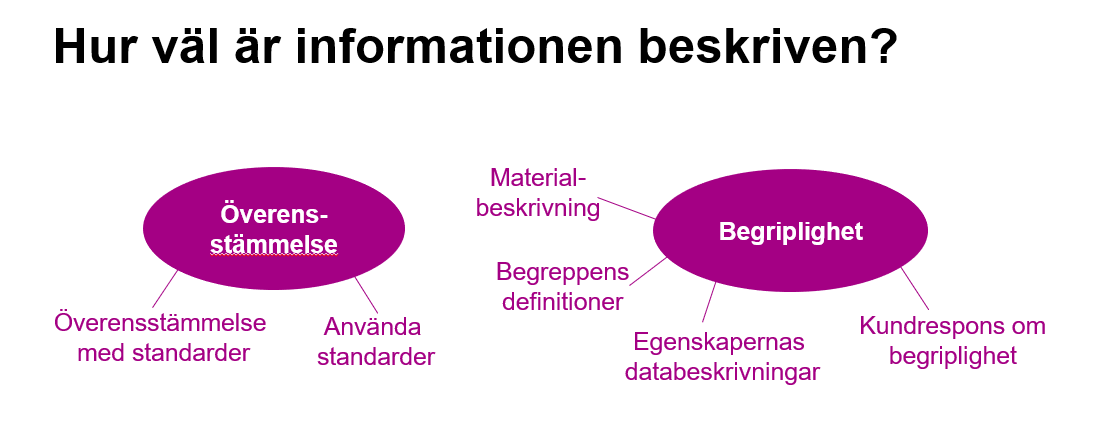 Hur väl är informationen beskriven?
Överens-
stämmelse
Överensstämmelse
med standarder
Använda
standarder
Material-
beskrivning
Begriplighet
Begreppens
definitioner
Egenskapernas
databeskrivningar
Kundrespons om
begriplighet